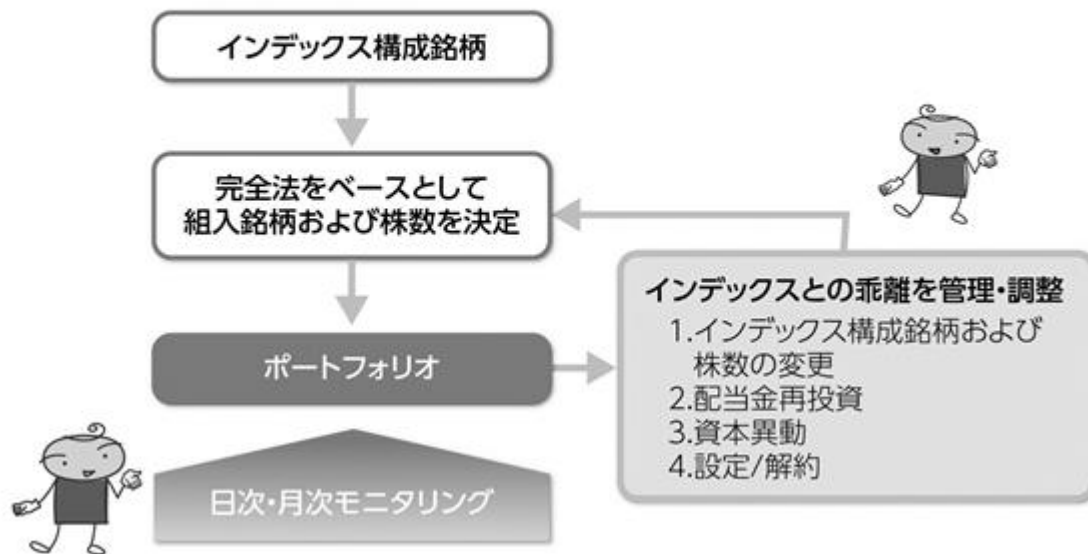 インデックス構成銘柄
完全法をベースとして
組入銘柄および株数を決定
ポートフォリオ
インデックスとの乖離を管理・調整
1.インデックス構成銘柄および
株数の変更
2.配当金再投資
3.資本異動
4.設定/解約
日次・月次モニタリング